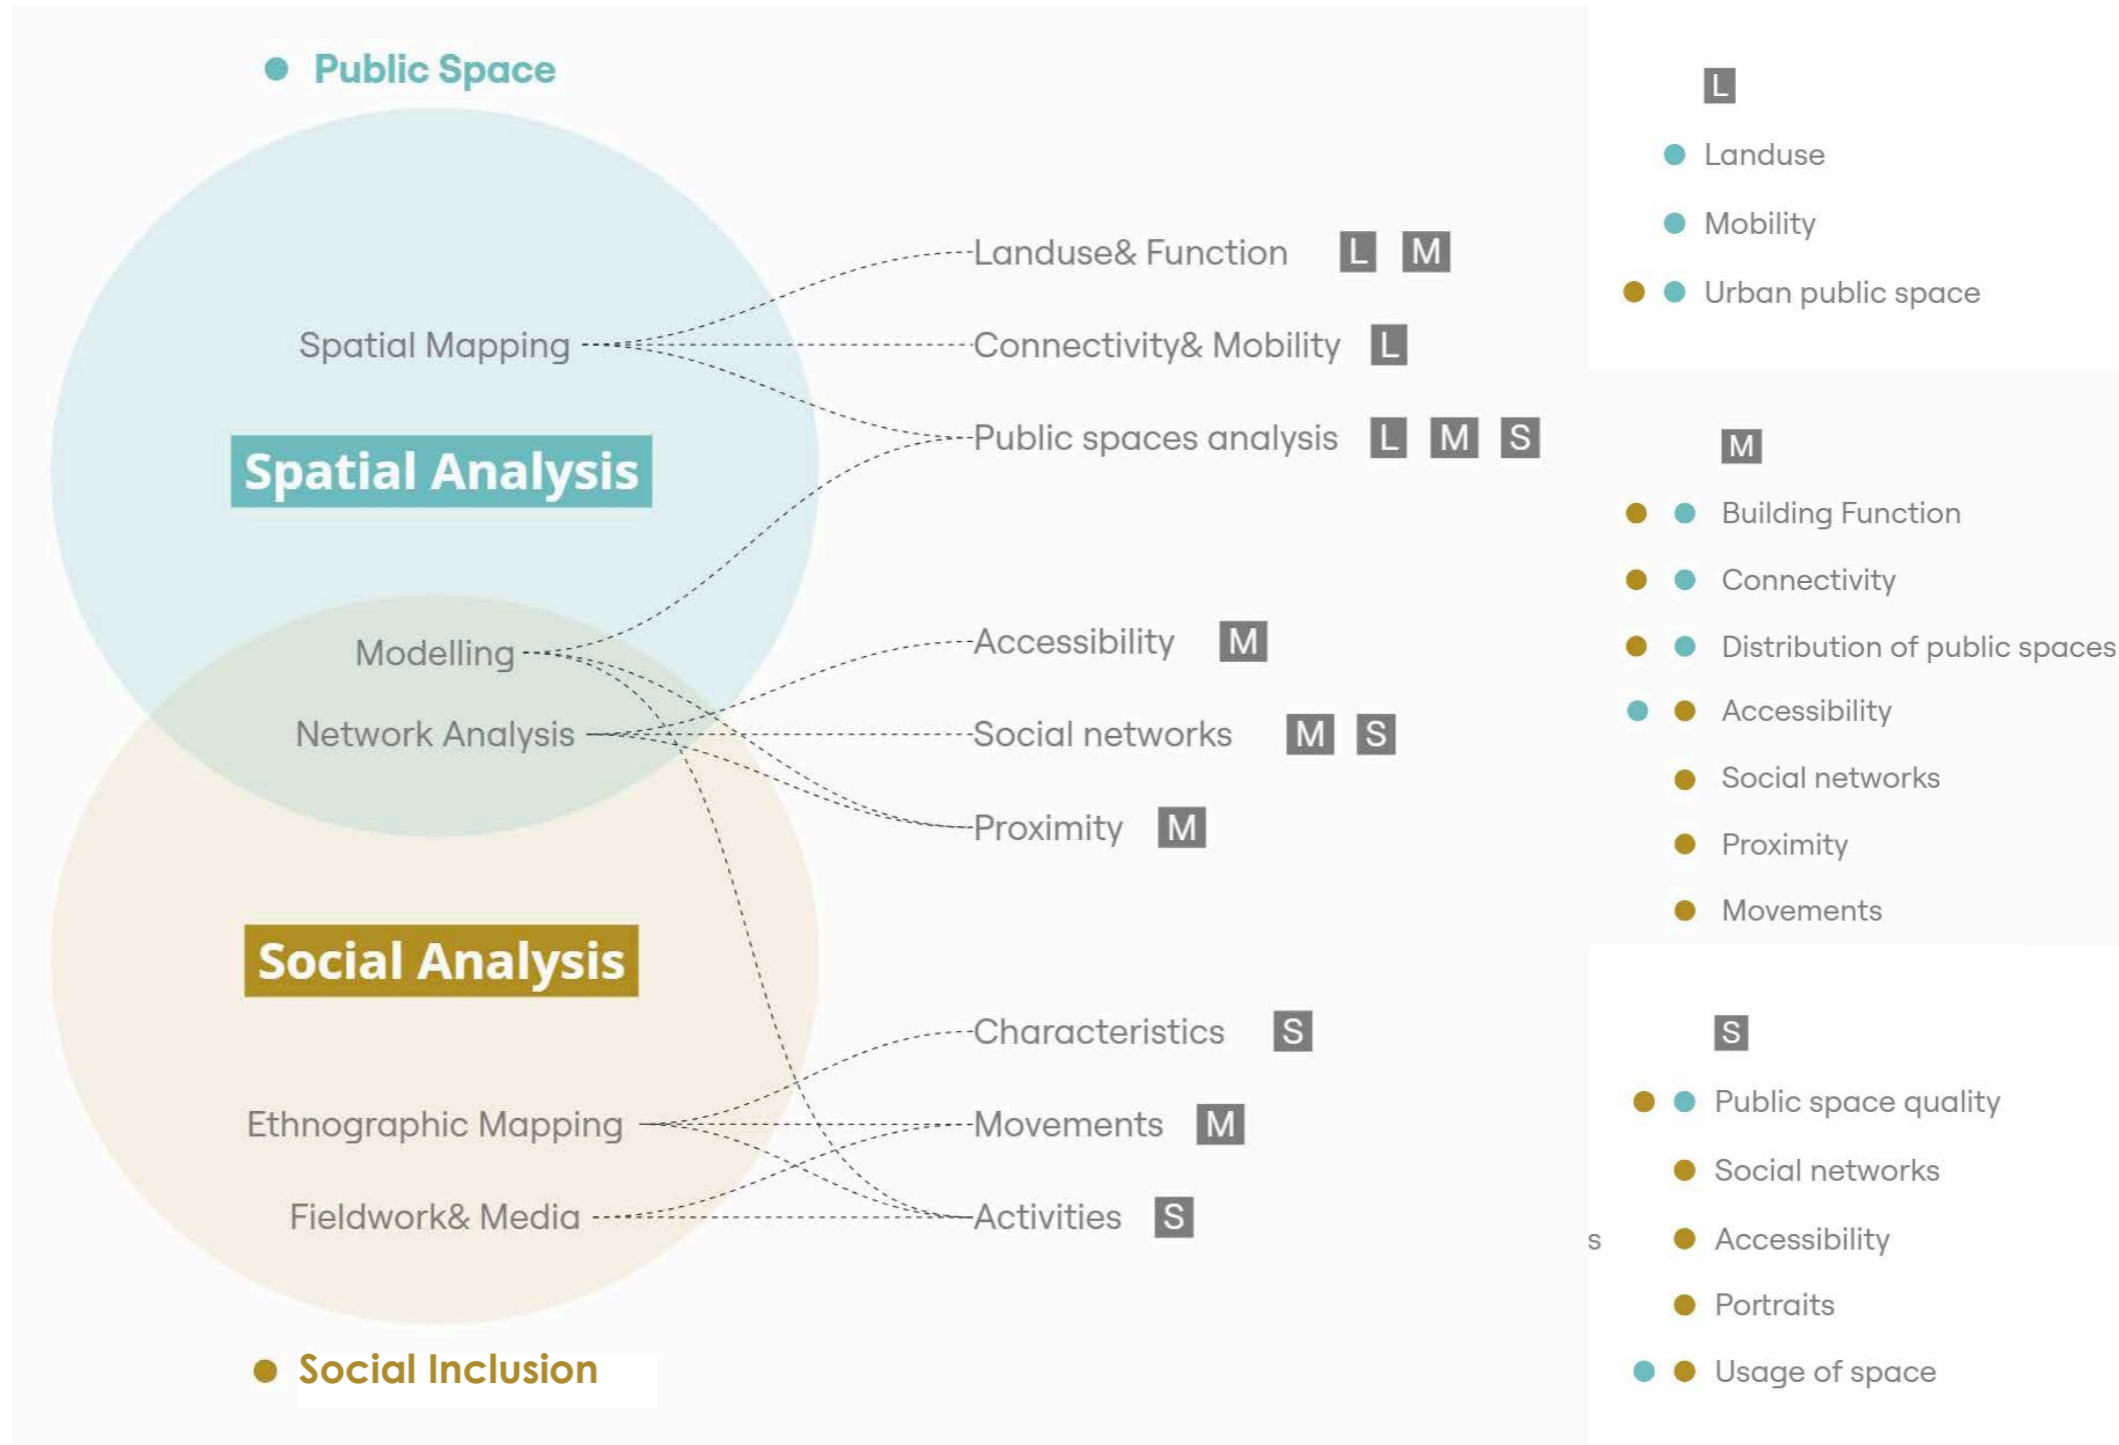 Public Space
Spatial Mapping
Spatial Analysis
Modelling
Network Analysis
Social Analysis
Ethnographic Mapping
Fieldwork& Media
Social Inclusion
Landuse& Function L M
Connectivity& Mobility L
Public spaces analysis L M S
Accessibility M
Social networks M S
Proximity M
Characteristics S
Movements M
Activities S
L
Landuse
Mobility
Urban public space
M
Building Function
Connectivity
Distribution of public spaces
Accessibility
Social networks
Proximity
Movements
S
Public space quality
Social networks
s
Accessibility
Portraits
Usage of space